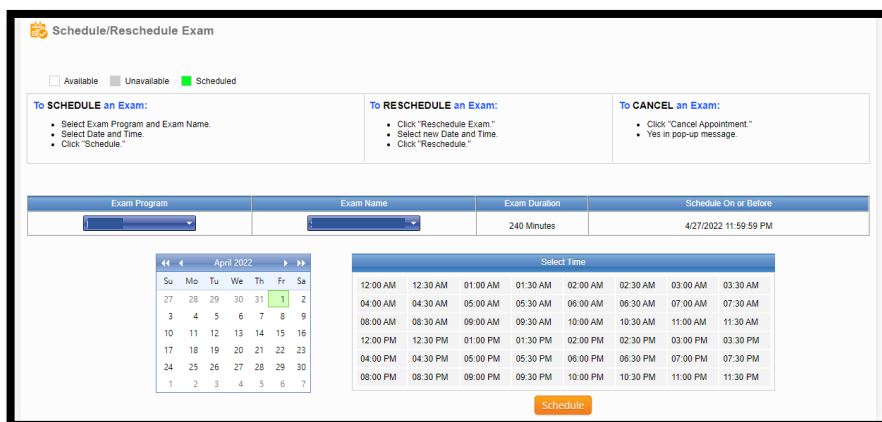 Schedule/Reschedule Exam
Available Unavailable Scheduled
To SCHEDULE an Exam:
Select Exam Program and Exam Name.
Select Date and Time.
Click "Schedule."
To RESCHEDULE an Exam:
Click "Reschedule Exam."
Select new Date and Time.
Click "Reschedule."
To CANCEL an Exam:
Click "Cancel Appointment."
Yes in pop-up message.
Exam Program Exam Name Exam Duration Schedule On or Before
240 Minutes 4/27/2022 11:59:59 PM
April 2022
Su Mo Tu We Th Fr Sa
27 28 29 30 31 1 2
3 4 5 6 7 8 9
10 11 12 13 14 15 16
17 18 19 20 21 22 23
24 25 26 27 28 29 30
1 2 3 4 5 6 7
Select Time
12:00 AM 12:30 AM 01:00 AM 01:30 AM 02:00 AM 02:30 AM 03:00 AM 03:30 AM
04:00 AM 04:30 AM 05:00 AM 05:30 AM 06:00 AM 06:30 AM 07:00 AM 07:30 AM
08:00 AM 08:30 AM 09:00 AM 09:30 AM 10:00 AM 10:30 AM 11:00 AM 11:30 AM
12:00 PM 12:30 PM 01:00 PM 01:30 PM 02:00 PM 02:30 PM 03:00 PM 03:30 PM
04:00 PM 04:30 PM 05:00 PM 05:30 PM 06:00 PM 06:30 PM 07:00 PM 07:30 PM
08:00 PM 08:30 PM 09:00 PM 09:30 PM 10:00 PM 10:30 PM 11:00 PM 11:30 PM
Schedule